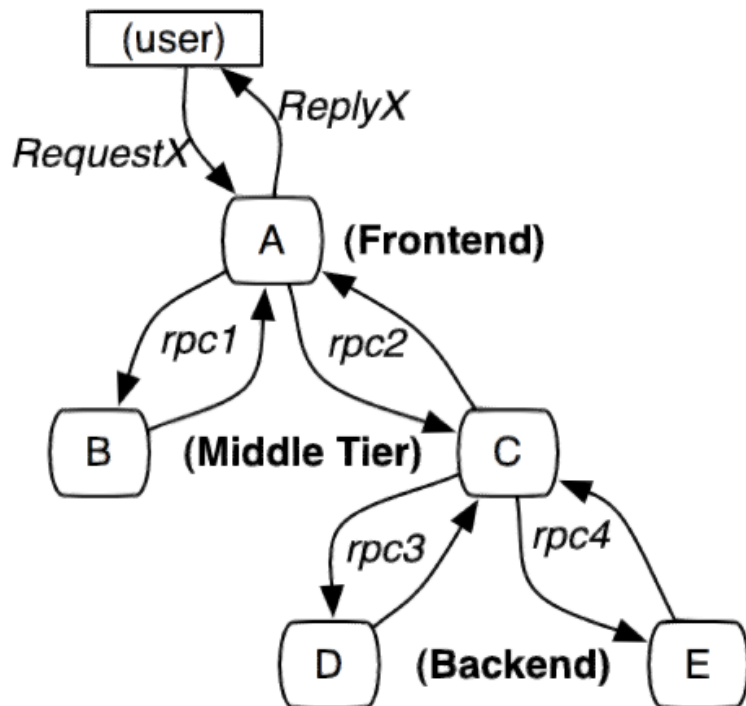 (user)
ReplyX
RequestX
A
(Frontend)
rpc1
rpc2
B
(Middle Tier)
C
rpc3
rpc4
D
(Backend)
E